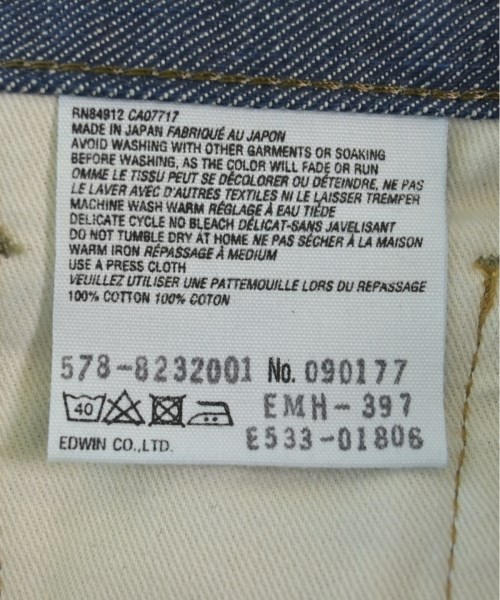 RN84912 CA07717
MADE IN JAPAN FABRIQUÉ AU JAPON
AVOID WASHING WITH OTHER GARMENTS OR SOAKING
BEFORE WASHING, AS THE COLOR WILL FADE OR RUN
OMME LE TISSU PEUT SE DÉCOLORER OU DÉTEINDRE, NE PAS
LE LAVER AVEC D'AUTRES TEXTILES NI LE LAISSER TREMPER
MACHINE WASH WARM RÉGLAGE À EAU TIÈDE
DELICATE CYCLE NO BLEACH DÉLICAT-SANS JAVELISANT
DO NOT TUMBLE DRY AT HOME NE PAS SÉCHER À LA MAISON
WARM IRON RÉPASSAGE À MEDIUM
USE A PRESS CLOTH
VEUILLEZ UTILISER UNE PATTEMOUILLE LORS DU REPASSAGE
100% COTTON 100% COTON
578-8232001 No. 090177
40 EMH-397
EDWIN CO.,LTD. E533-01806